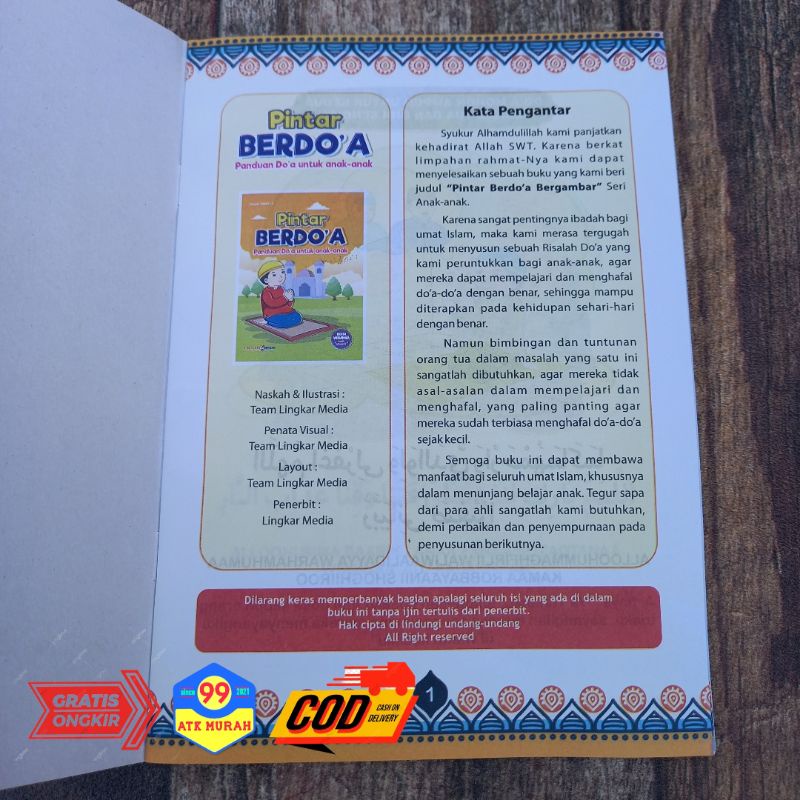 Pintar
BERDO'A
Panduan Do'a untuk anak-anak
Pintar
BERDO'A
Panduan Do'a untuk anak-anak
Naskah & Ilustrasi :
Team Lingkar Media
Penata Visual :
Team Lingkar Media
Layout :
Team Lingkar Media
Penerbit :
Lingkar Media
Kata Pengantar
Syukur Alhamdulillah kami panjatkan
kehadirat Allah SWT. Karena berkat
limpahan rahmat-Nya kami dapat
menyelesaikan sebuah buku yang kami beri
judul "Pintar Berdo'a Bergambar" Seri
Anak-anak.
Karena sangat pentingnya ibadah bagi
umat Islam, maka kami merasa tergugah
untuk menyusun sebuah Risalah Do'a yang
kami peruntukkan bagi anak-anak, agar
mereka dapat mempelajari dan menghafal
do'a-do'a dengan benar, sehingga mampu
diterapkan pada kehidupan sehari-hari
dengan benar.
Namun bimbingan dan tuntunan
orang tua dalam masalah yang satu ini
sangatlah dibutuhkan, agar mereka tidak
asal-asalan dalam mempelajari dan
menghafal, yang paling panting agar
mereka sudah terbiasa menghafal do'a-do'a
sejak kecil.
Semoga buku ini dapat membawa
manfaat bagi seluruh umat Islam, khususnya
dalam menunjang belajar anak. Tegur sapa
dari para ahli sangatlah kami butuhkan,
demi perbaikan dan penyempurnaan pada
penyusunan berikutnya.
Dilarang keras memperbanyak bagian apalagi seluruh isi yang ada di dalam
buku ini tanpa ijin tertulis dari penerbit.
Hak cipta di lindungi undang-undang
All Right reserved
1
GRATIS
ONGKIR
since 99 2021
ATK MURAH
COD
CASH ON
DELIVERY